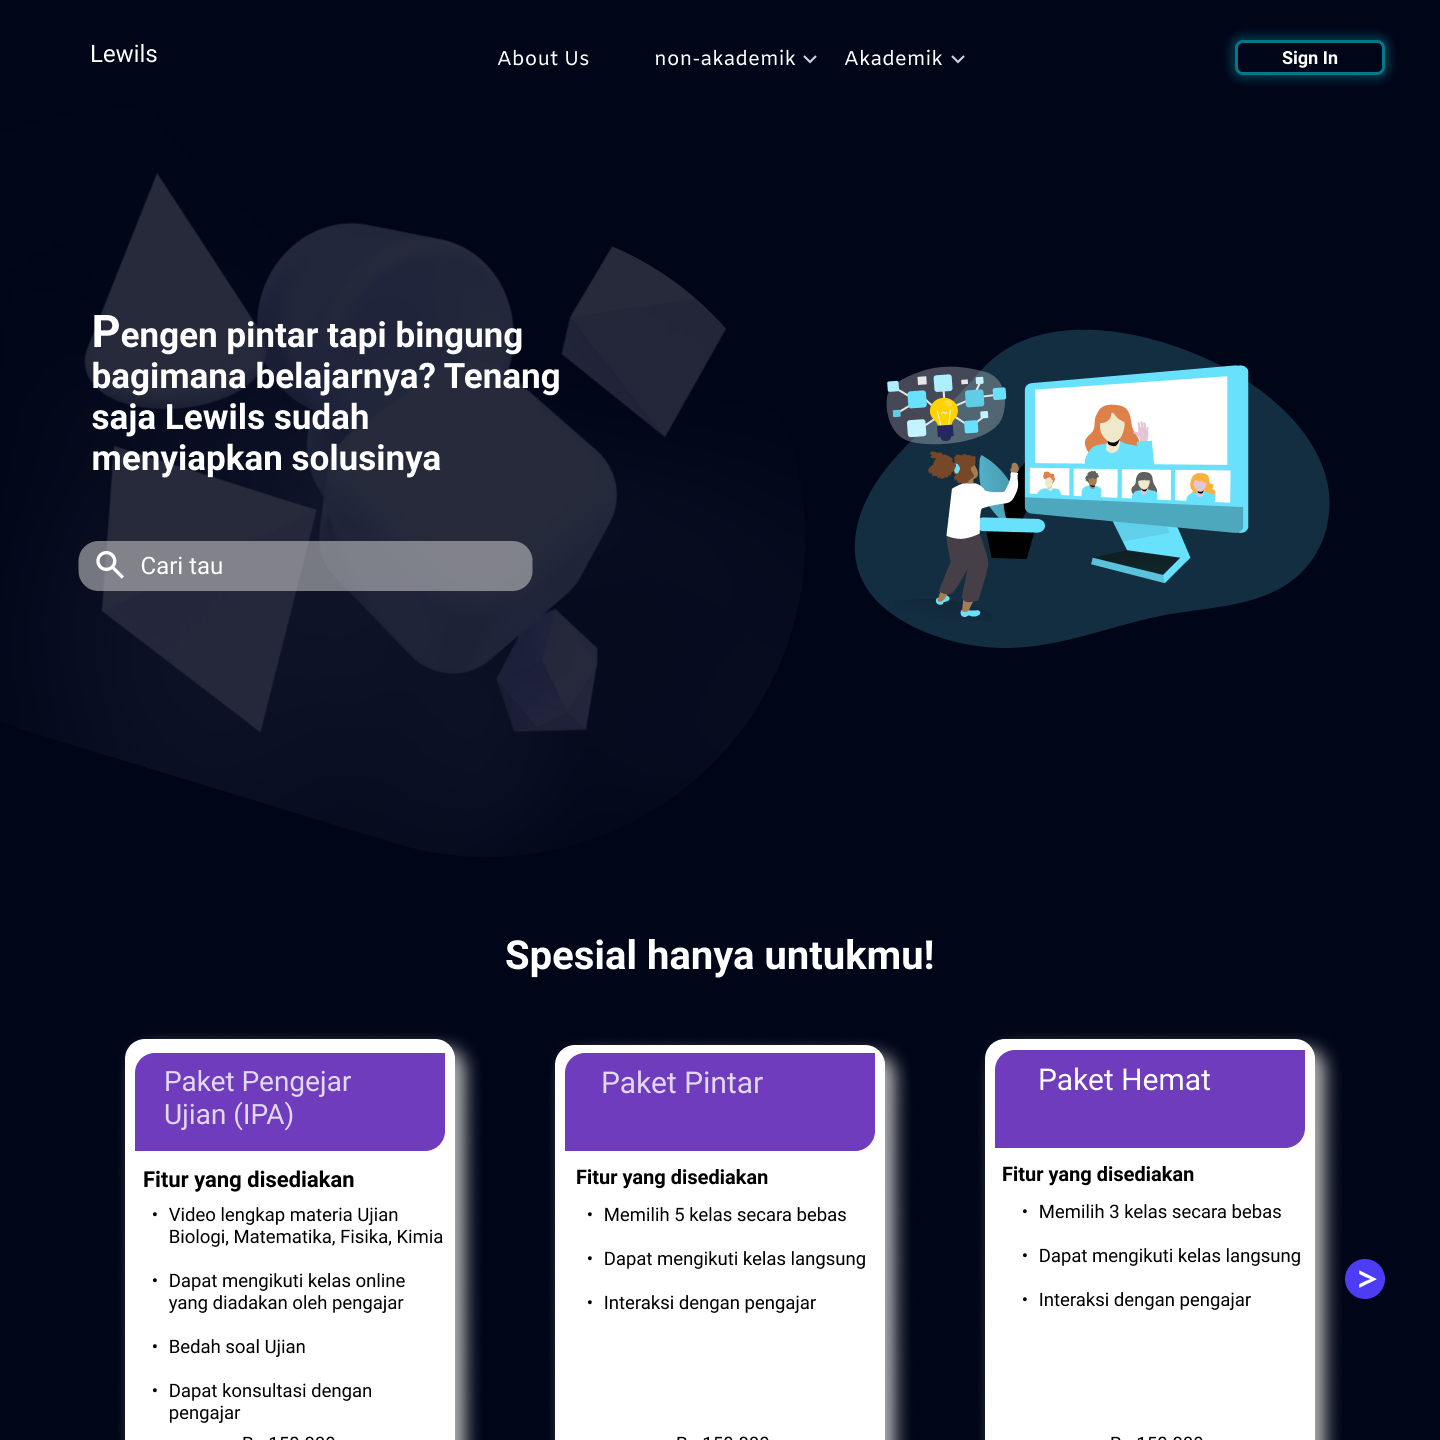 Lewils
About Us
non-akademik
Akademik
Sign In
Pengen pintar tapi bingung
bagimana belajarnya? Tenang
saja Lewils sudah
menyiapkan solusinya
Cari tau
Spesial hanya untukmu!
Paket Pengejar
Ujian (IPA)
Fitur yang disediakan
• Video lengkap materia Ujian
Biologi, Matematika, Fisika, Kimia
• Dapat mengikuti kelas online
yang diadakan oleh pengajar
• Bedah soal Ujian
• Dapat konsultasi dengan
pengajar
Paket Pintar
Fitur yang disediakan
• Memilih 5 kelas secara bebas
• Dapat mengikuti kelas langsung
• Interaksi dengan pengajar
Paket Hemat
Fitur yang disediakan
• Memilih 3 kelas secara bebas
• Dapat mengikuti kelas langsung
• Interaksi dengan pengajar
>